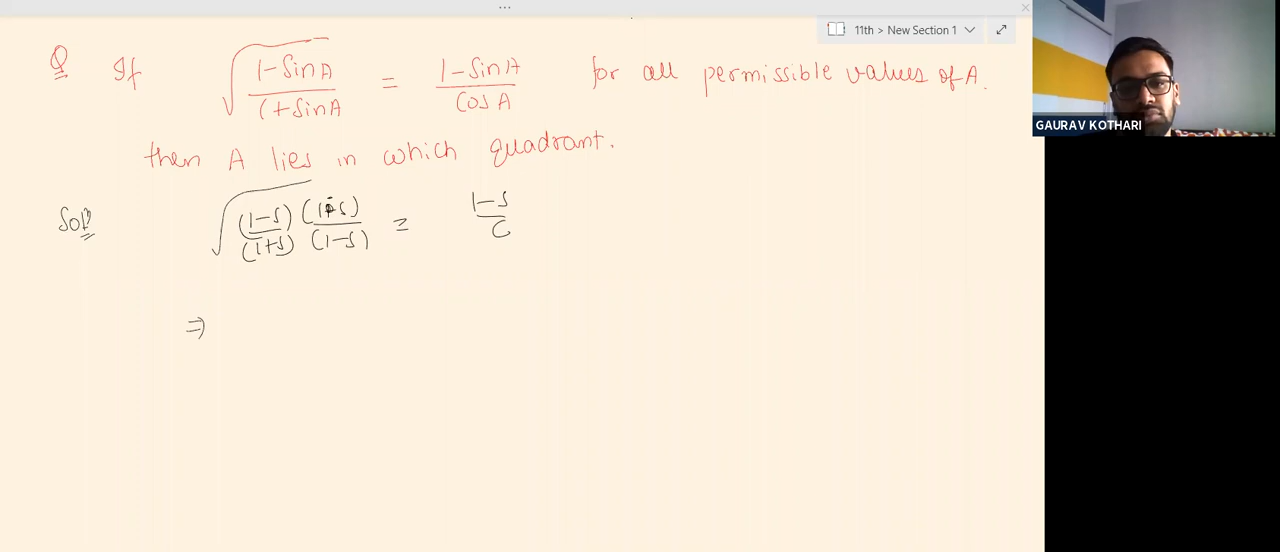 11th > New Section 1
Q If √((1-SinA)/(1+SinA)) = (1-SinA)/(CosA) for all permissible values of A.
then A lies in which quadrant.
GAURAV KOTHARI
Solⁿ √((1-S)(1-S)/(1+S)(1-S)) = (1-S)/C
⇒